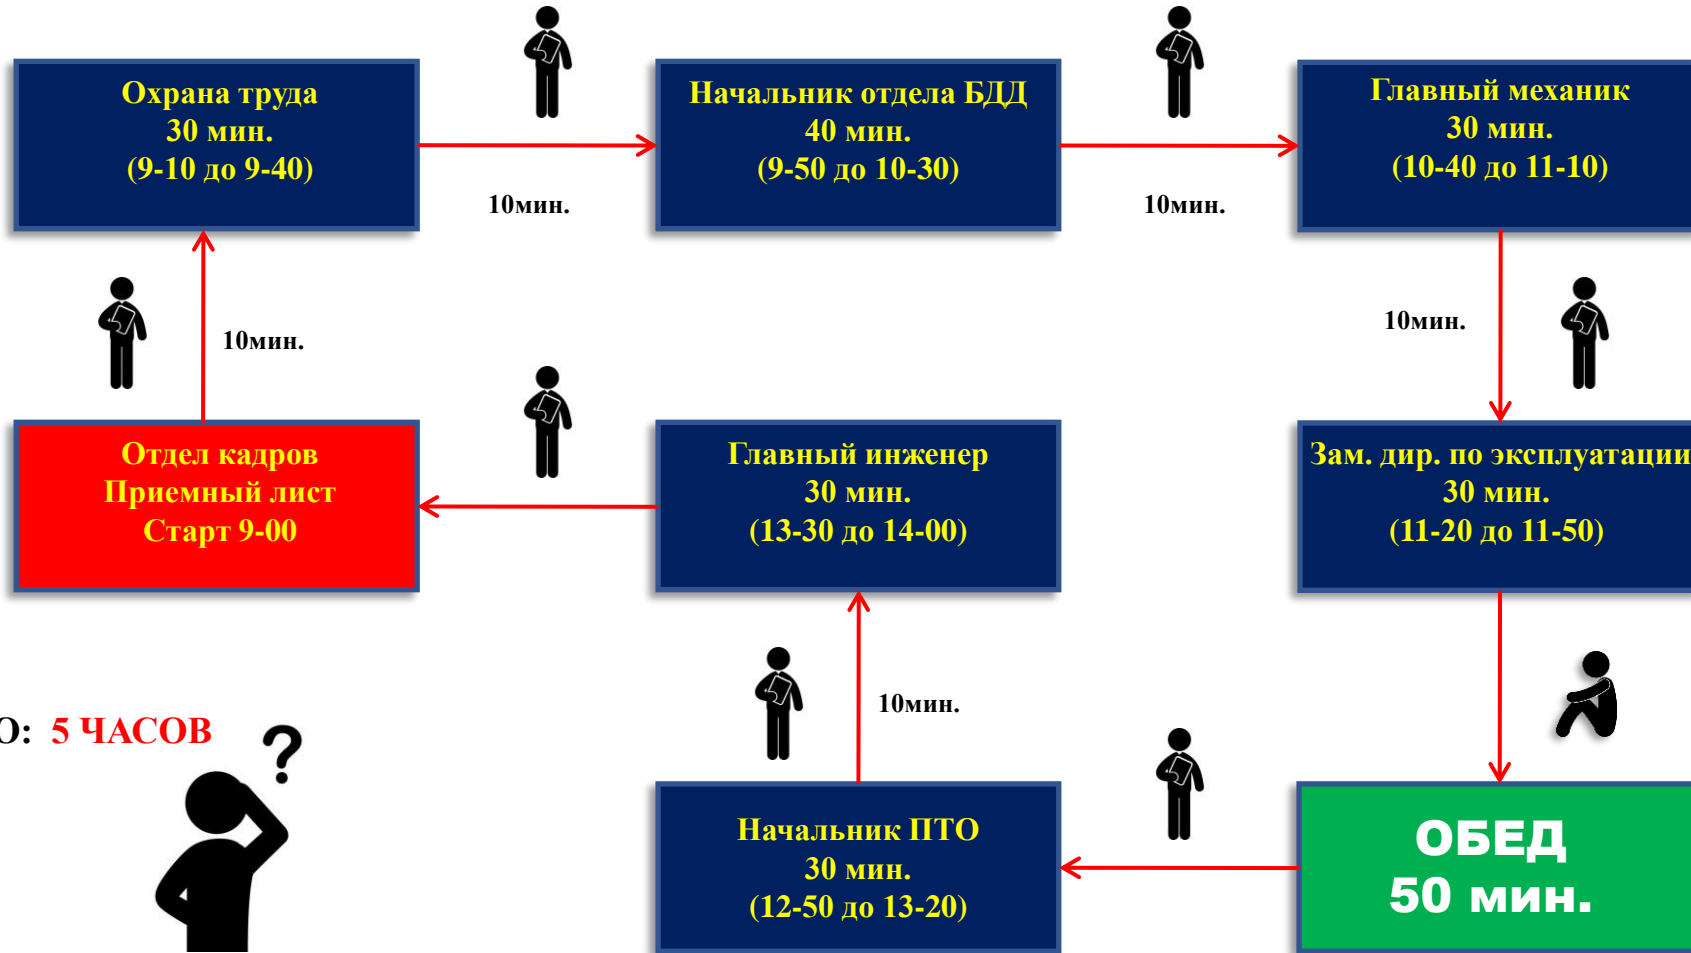 Охрана труда
30 мин.
(9-10 до 9-40)
10мин.
Начальник отдела БДД
40 мин.
(9-50 до 10-30)
10мин.
Главный механик
30 мин.
(10-40 до 11-10)
10мин.
10мин.
Отдел кадров
Приемный лист
Старт 9-00
Главный инженер
30 мин.
(13-30 до 14-00)
Зам. дир. по эксплуатации
30 мин.
(11-20 до 11-50)
О: 5 ЧАСОВ
?
10мин.
Начальник ПТО
30 мин.
(12-50 до 13-20)
ОБЕД
50 мин.